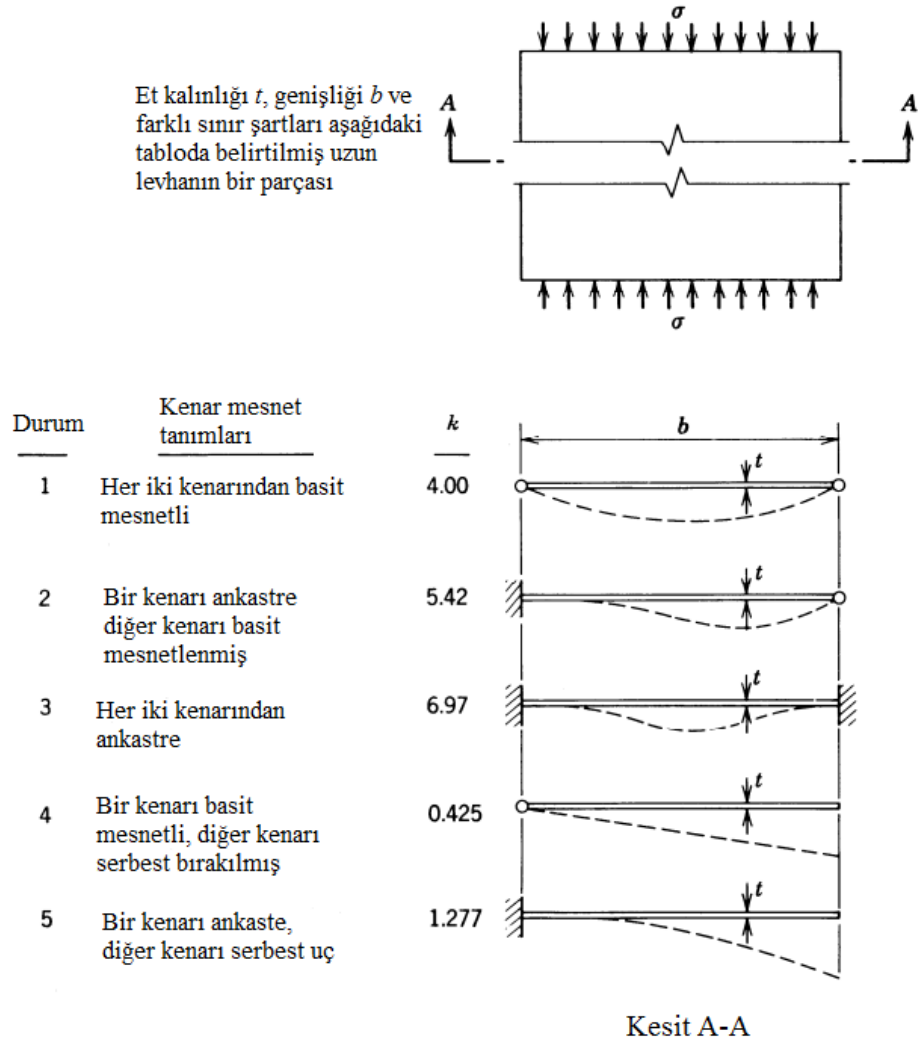 σ
Et kalınlığı t, genişliği b ve
farklı sınır şartları aşağıdaki
tabloda belirtilmiş uzun
levhanın bir parçası
A
A
σ
Durum
Kenar mesnet
tanımları
k
b
1
Her iki kenarından basit
mesnetli
4.00
t
2
Bir kenarı ankastre
diğer kenarı basit
mesnetlenmiş
5.42
t
3
Her iki kenarından
ankastre
6.97
t
4
Bir kenarı basit
mesnetli, diğer kenarı
serbest bırakılmış
0.425
t
5
Bir kenarı ankaste,
diğer kenarı serbest uç
1.277
t
Kesit A-A